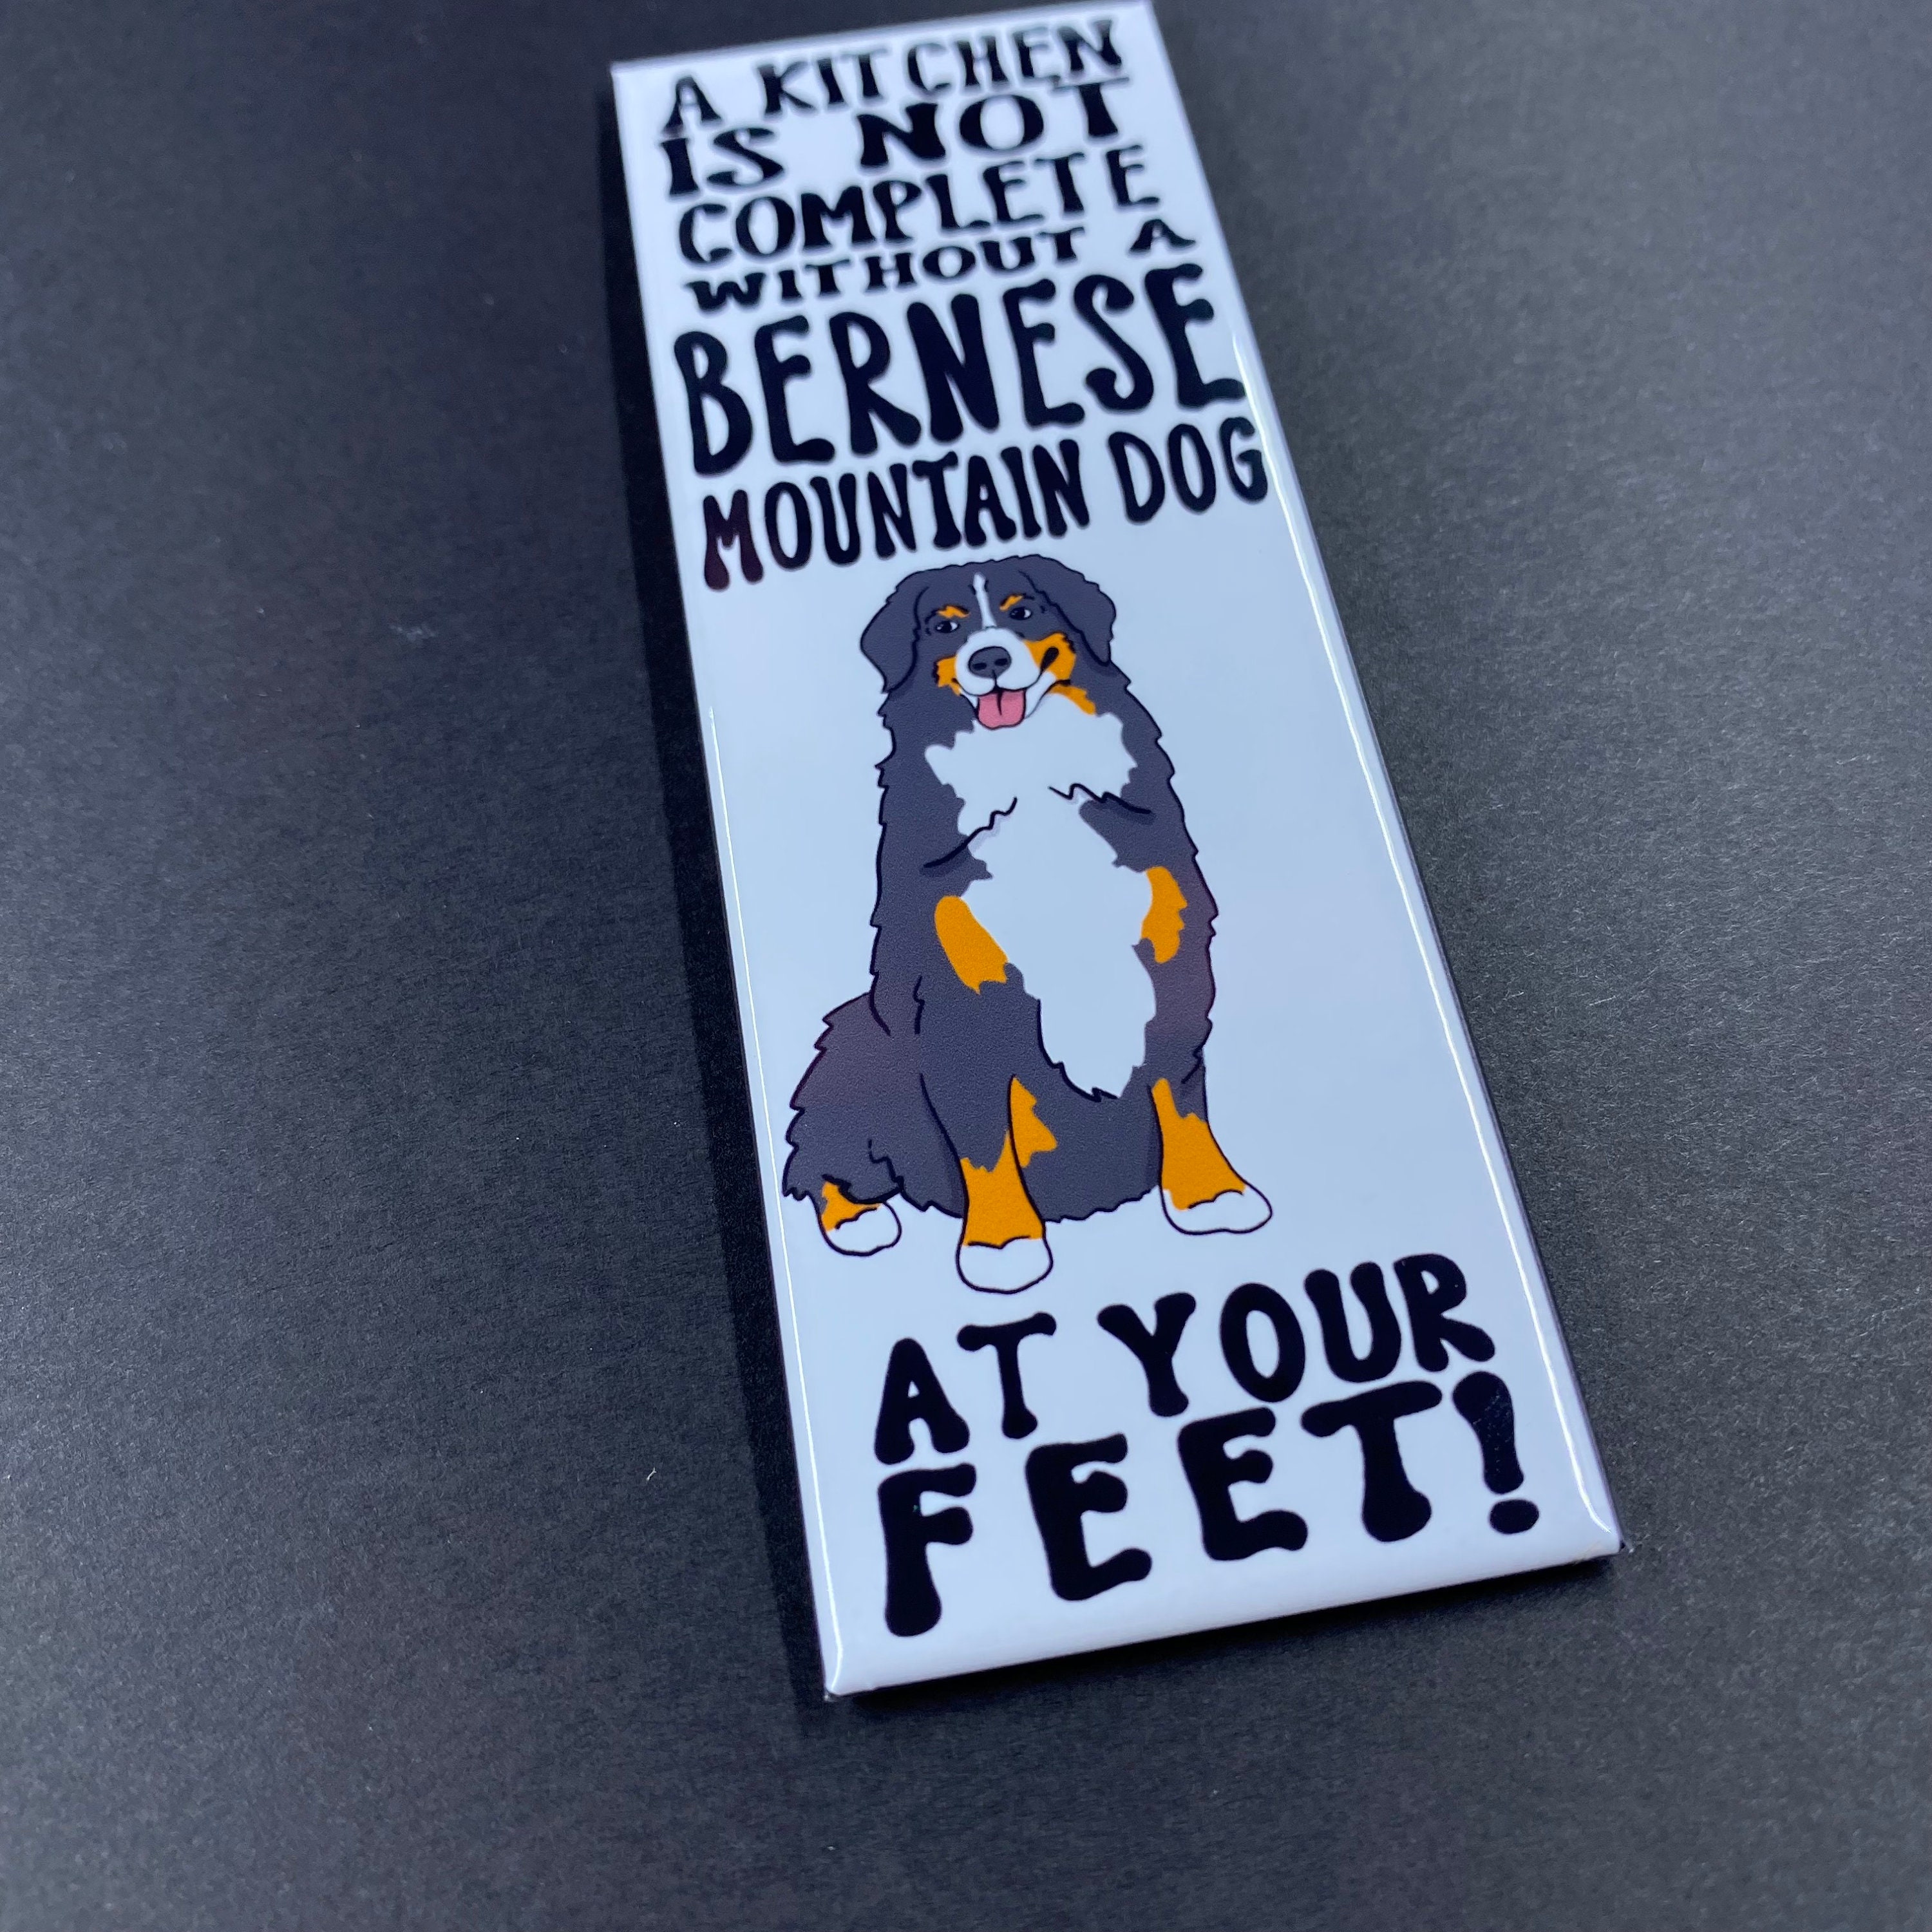 A KITCHEN
IS NOT
COMPLETE
WITHOUT A
BERNESE
MOUNTAIN DOG
AT YOUR
FEET!